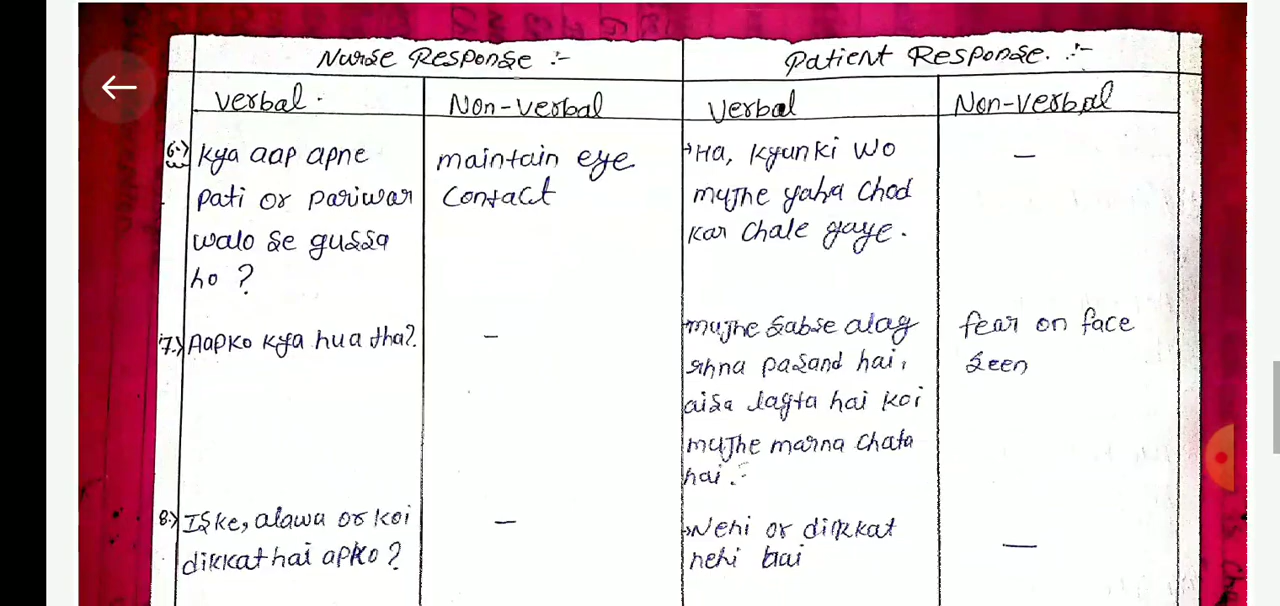 Nurse Response :-
Patient Response. :-
Verbal.
Non-verbal
Verbal
Non-verbal
6.) Kya aap apne
pati or pariwar
walo se gussa
ho ?
maintain eye
contact
Ha, kyunki wo
mujhe yaha chod
kar chale gaye.
—
7.) Aapko kya hua tha?
—
mujhe sabse alag
rhna pasand hai,
aisa lagta hai koi
mujhe marna chata
hai.-
fear on face
seen
8.) Iske, alawa or koi
dikkat hai apko ?
—
Nehi or dikkat
nehi hai
—